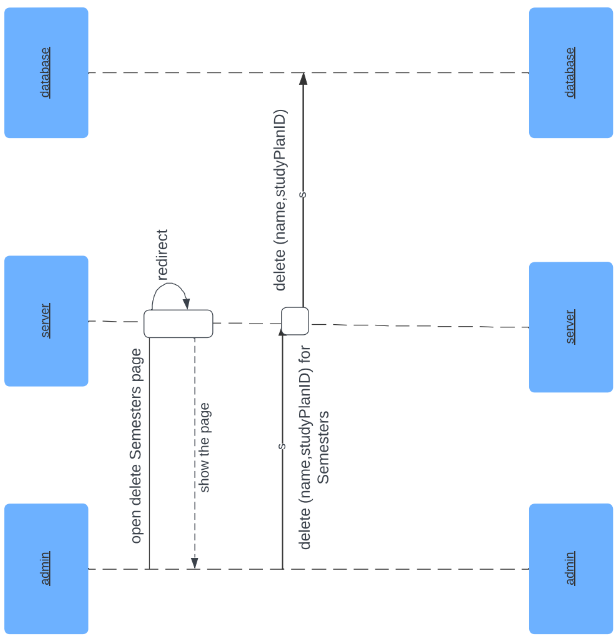 admin
server
database
open delete Semesters page
redirect
show the page
s
delete (name,studyPlanID) for
Semesters
s
delete (name,studyPlanID)
admin
server
database